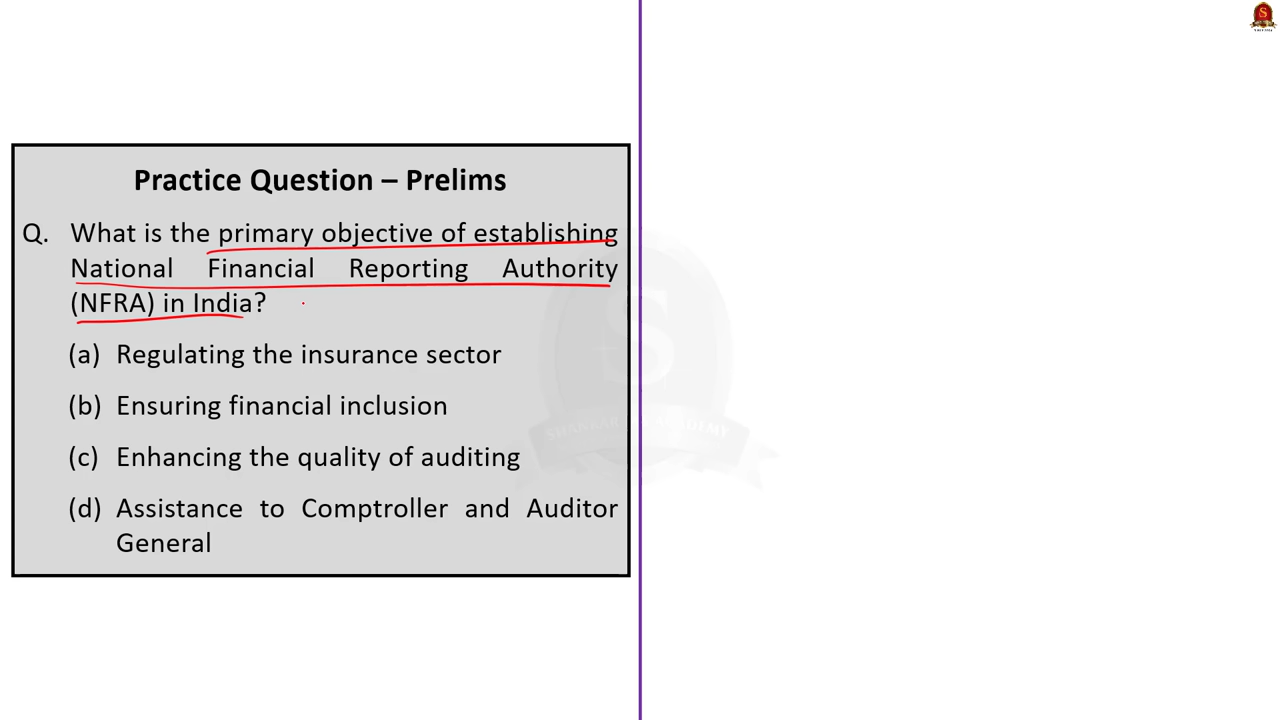 Practice Question – Prelims
Q. What is the primary objective of establishing
National Financial Reporting Authority
(NFRA) in India?
(a) Regulating the insurance sector
(b) Ensuring financial inclusion
(c) Enhancing the quality of auditing
(d) Assistance to Comptroller and Auditor
General
S